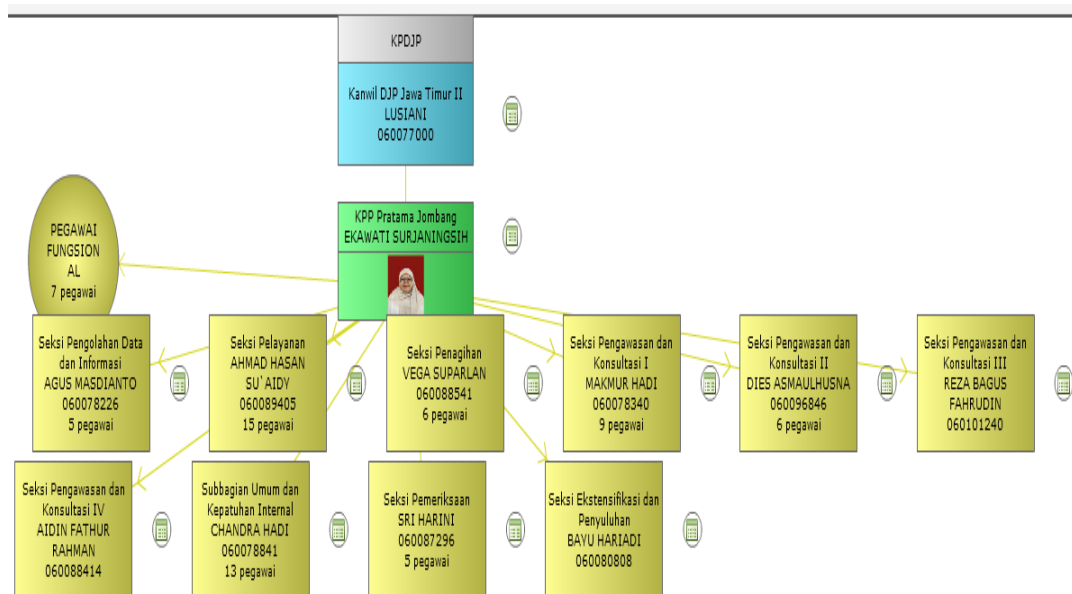 KPDJP
Kanwil DJP Jawa Timur II
LUSIANI
060077000
KPP Pratama Jombang
EKAWATI SURJANINGSIH
PEGAWAI
FUNGSION
AL
7 pegawai
Seksi Pengolahan Data
dan Informasi
AGUS MASDIANTO
060078226
5 pegawai
Seksi Pelayanan
AHMAD HASAN
SU`AIDY
060089405
15 pegawai
Seksi Penagihan
VEGA SUPARLAN
060088541
6 pegawai
Seksi Pengawasan dan
Konsultasi I
MAKMUR HADI
060078340
9 pegawai
Seksi Pengawasan dan
Konsultasi II
DIES ASMAULHUSNA
060096846
6 pegawai
Seksi Pengawasan dan
Konsultasi III
REZA BAGUS
FAHRUDIN
060101240
Seksi Pengawasan dan
Konsultasi IV
AIDIN FATHUR
RAHMAN
060088414
Subbagian Umum dan
Kepatuhan Internal
CHANDRA HADI
060078841
13 pegawai
Seksi Pemeriksaan
SRI HARINI
060087296
5 pegawai
Seksi Ekstensifikasi dan
Penyuluhan
BAYU HARIADI
060080808